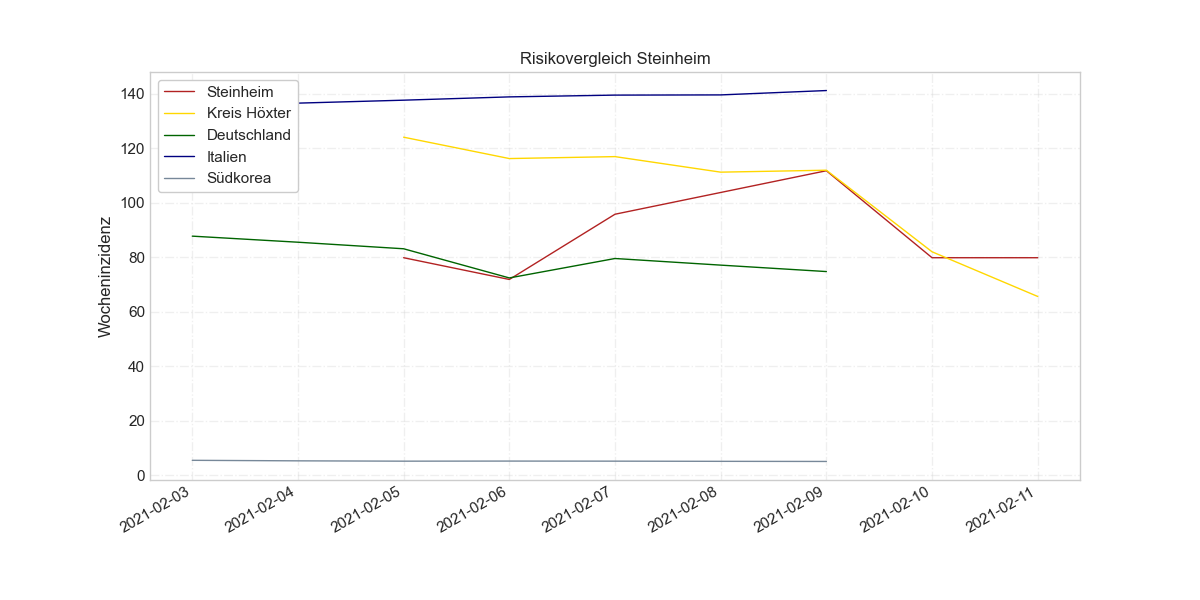 Risikovergleich Steinheim
Steinheim
Kreis Höxter
Deutschland
Italien
Südkorea
Wocheninzidenz
140
120
100
80
60
40
20
0
2021-02-03
2021-02-04
2021-02-05
2021-02-06
2021-02-07
2021-02-08
2021-02-09
2021-02-10
2021-02-11